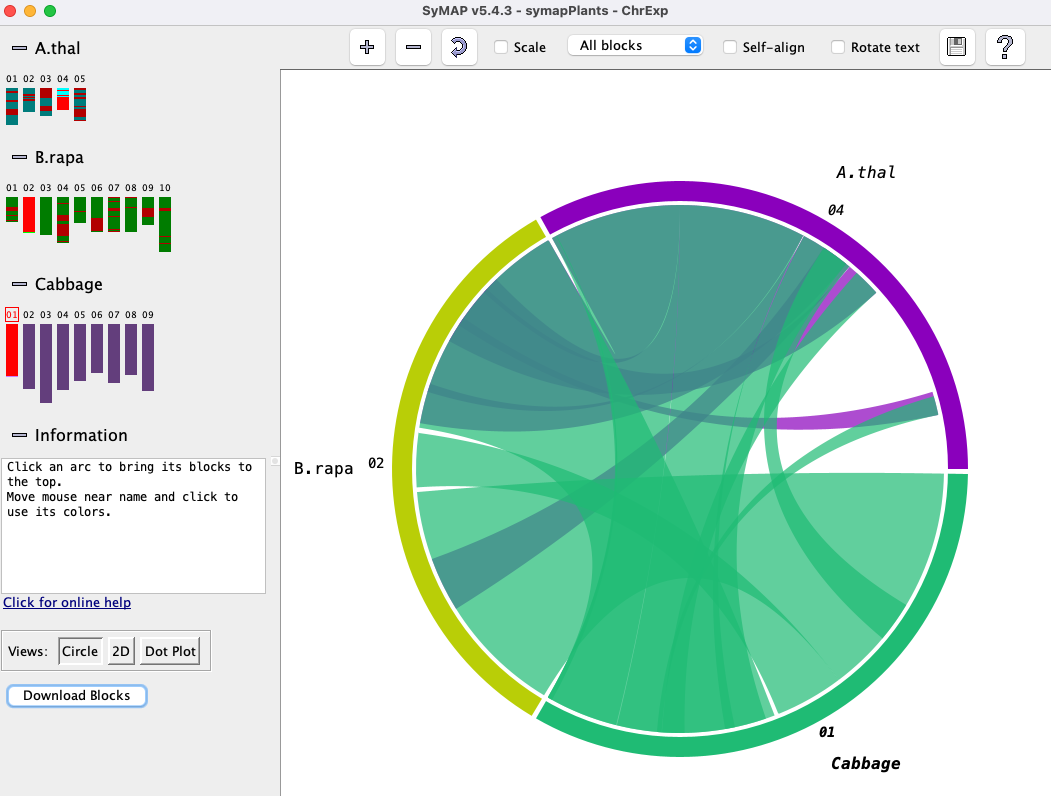 SyMAP v5.4.3 - symapPlants - ChrExp
Scale
All blocks
Self-align
Rotate text
?
A.thal
01 02 03 04 05
B.rapa
01 02 03 04 05 06 07 08 09 10
Cabbage
01 02 03 04 05 06 07 08 09
Information
Click an arc to bring its blocks to
the top.
Move mouse near name and click to
use its colors.
Click for online help
Views: Circle 2D Dot Plot
Download Blocks
A.thal
04
B.rapa 02
01
Cabbage